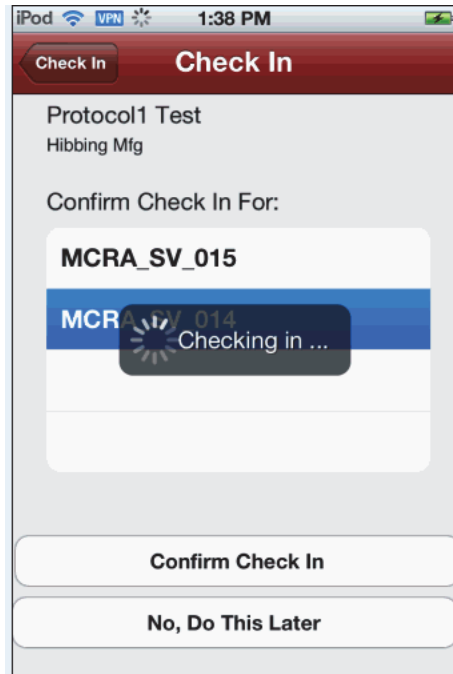 iPod VPN 1:38 PM
Check In Check In
Protocol1 Test
Hibbing Mfg
Confirm Check In For:
MCRA_SV_015
MCRA_SV_014
Checking in ...
Confirm Check In
No, Do This Later